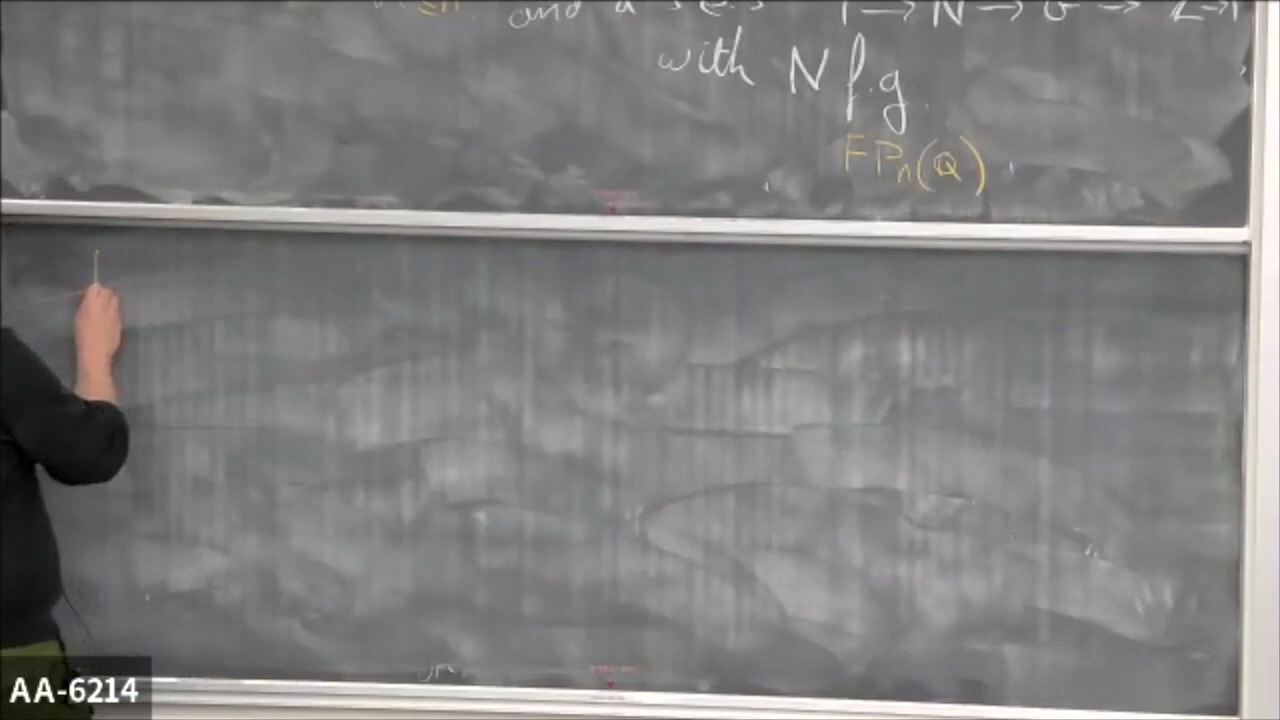 ≤n and a s.e.s 1 → N → G → Z → 1
with N f.g.
FPn(Q)
AA-6214